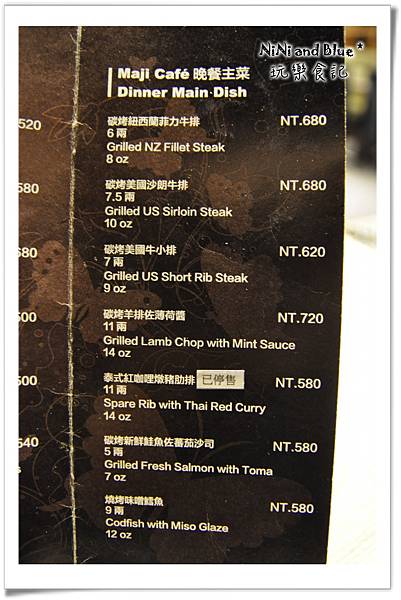 NiNi and Blue*
玩樂食記
Maji Café 晚餐主菜
Dinner Main Dish
碳烤紐西蘭菲力牛排 NT.680
6 兩
Grilled NZ Fillet Steak
8 oz
碳烤美國沙朗牛排 NT.680
7.5 兩
Grilled US Sirloin Steak
10 oz
碳烤美國牛小排 NT.620
7 兩
Grilled US Short Rib Steak
9 oz
碳烤羊排佐薄荷醬 NT.720
11 兩
Grilled Lamb Chop with Mint Sauce
14 oz
泰式紅咖哩燉豬肋排 已停售 NT.580
11 兩
Spare Rib with Thai Red Curry
14 oz
碳烤新鮮鮭魚佐蕃茄沙司 NT.580
5 兩
Grilled Fresh Salmon with Toma
7 oz
燒烤味噌鱈魚 NT.580
9 兩
Codfish with Miso Glaze
12 oz
520
580
680
500
500
540
s